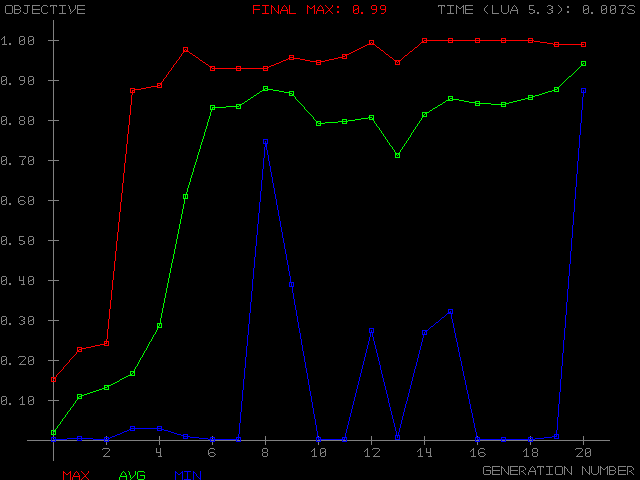 OBJECTIVE FINAL MAX: 0.99 TIME (LUA 5.3): 0.007S
1.00
0.90
0.80
0.70
0.60
0.50
0.40
0.30
0.20
0.10
2 4 6 8 10 12 14 16 18 20
GENERATION NUMBER
MAX AVG MIN